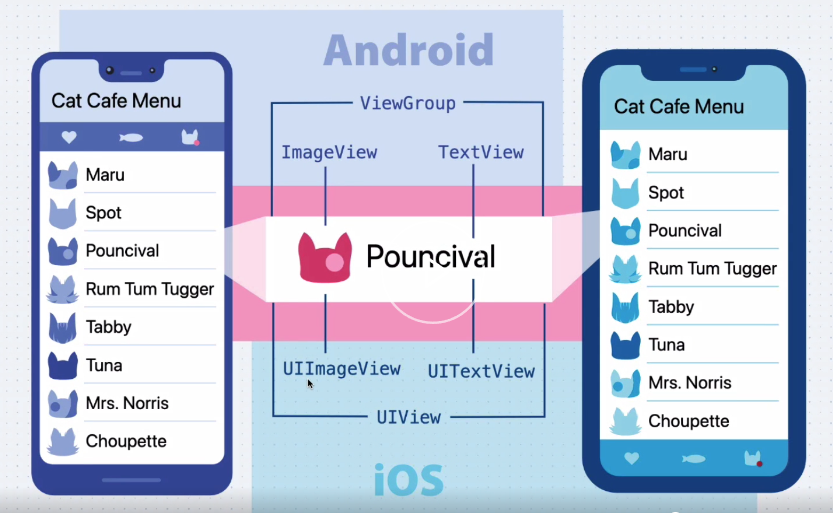 Android
Cat Cafe Menu
Maru
Spot
Pouncival
Rum Tum Tugger
Tabby
Tuna
Mrs. Norris
Choupette
ViewGroup
ImageView
TextView
Pouncival
UIImageView
UITextView
UIView
iOS
Cat Cafe Menu
Maru
Spot
Pouncival
Rum Tum Tugger
Tabby
Tuna
Mrs. Norris
Choupette